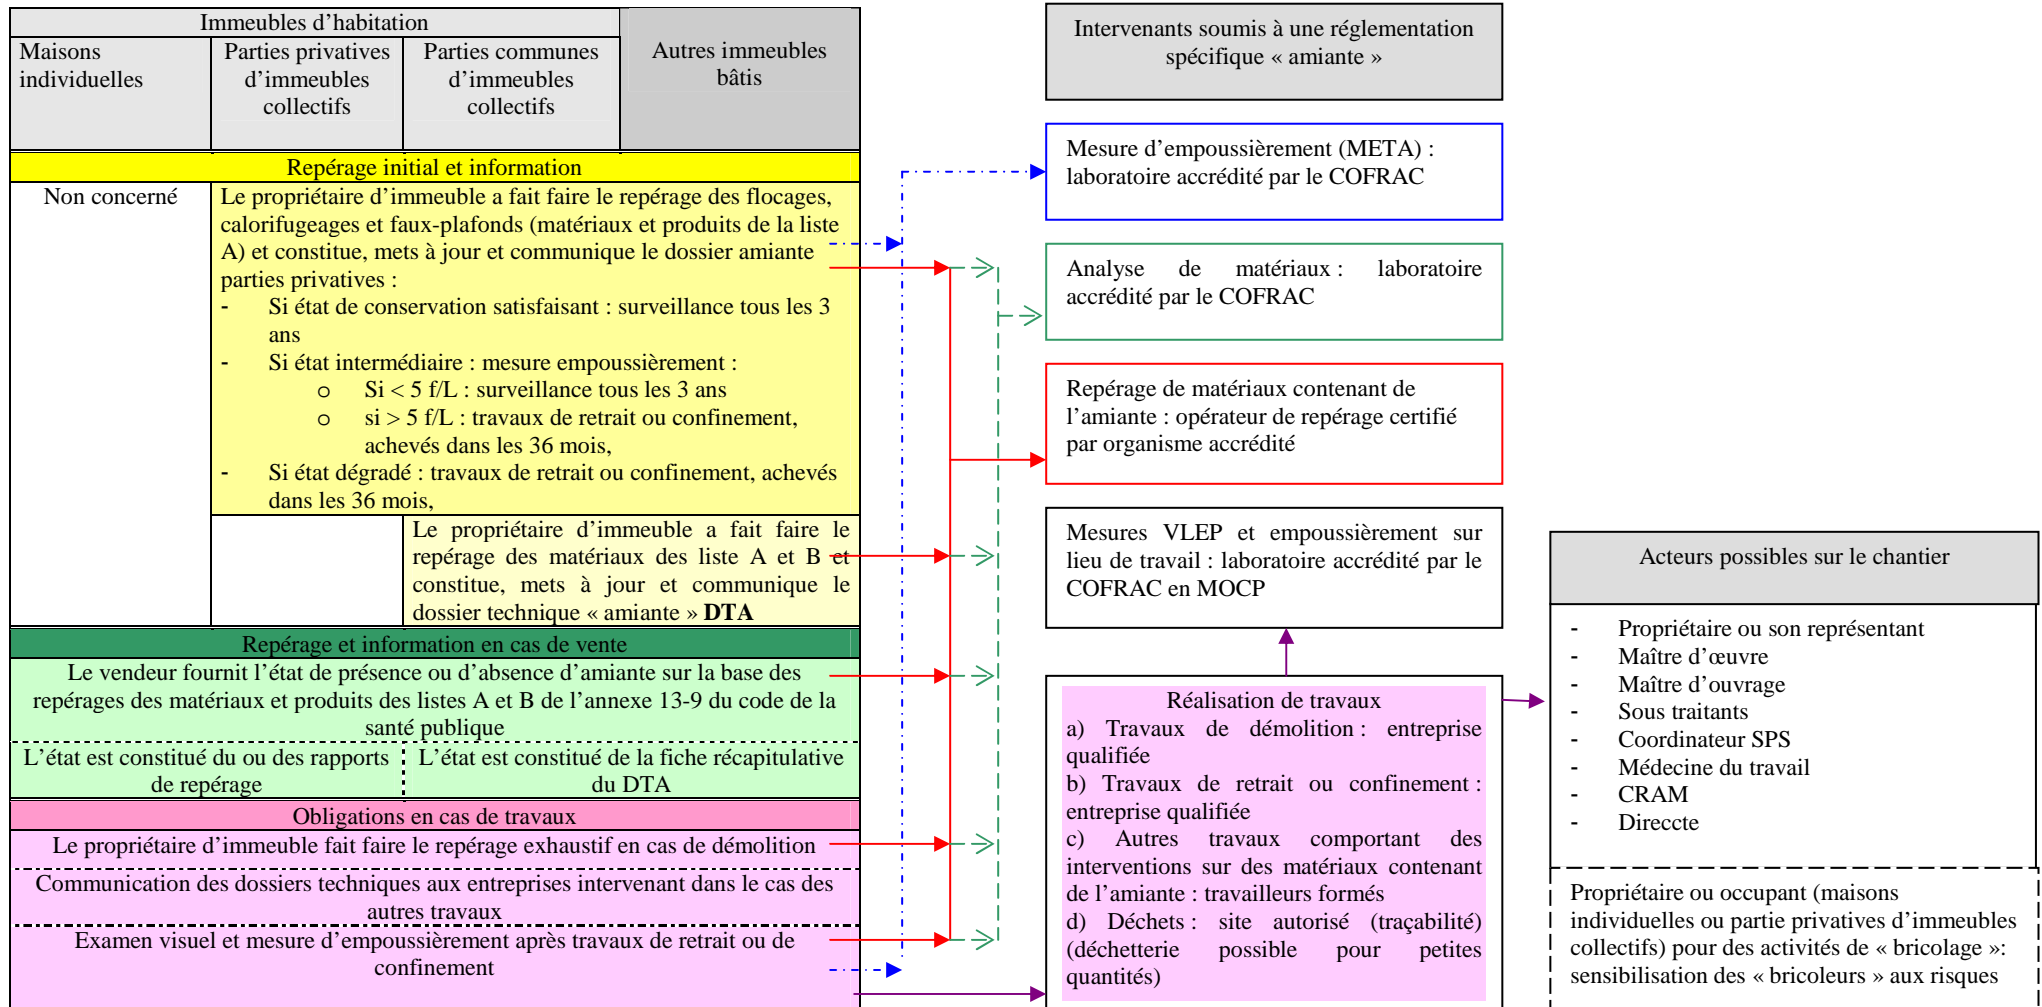 Immeubles d’habitation
Maisons
individuelles
Parties privatives
d’immeubles
collectifs
Parties communes
d’immeubles
collectifs
Autres immeubles
bâtis
Repérage initial et information
Non concerné
Le propriétaire d’immeuble a fait faire le repérage des flocages,
calorifugeages et faux-plafonds (matériaux et produits de la liste
A) et constitue, mets à jour et communique le dossier amiante
parties privatives :
- Si état de conservation satisfaisant : surveillance tous les 3
ans
- Si état intermédiaire : mesure empoussièrement :
o Si < 5 f/L : surveillance tous les 3 ans
o si > 5 f/L : travaux de retrait ou confinement,
achevés dans les 36 mois,
- Si état dégradé : travaux de retrait ou confinement, achevés
dans les 36 mois,
Le propriétaire d’immeuble a fait faire le
repérage des matériaux des liste A et B et
constitue, mets à jour et communique le
dossier technique « amiante » DTA
Repérage et information en cas de vente
Le vendeur fournit l’état de présence ou d’absence d’amiante sur la base des
repérages des matériaux et produits des listes A et B de l’annexe 13-9 du code de la
santé publique
L’état est constitué du ou des rapports
de repérage
L’état est constitué de la fiche récapitulative
du DTA
Obligations en cas de travaux
Le propriétaire d’immeuble fait faire le repérage exhaustif en cas de démolition
Communication des dossiers techniques aux entreprises intervenant dans le cas des
autres travaux
Examen visuel et mesure d’empoussièrement après travaux de retrait ou de
confinement
Intervenants soumis à une réglementation
spécifique « amiante »
Mesure d’empoussièrement (META) :
laboratoire accrédité par le COFRAC
Analyse de matériaux : laboratoire
accrédité par le COFRAC
Repérage de matériaux contenant de
l’amiante : opérateur de repérage certifié
par organisme accrédité
Mesures VLEP et empoussièrement sur
lieu de travail : laboratoire accrédité par le
COFRAC en MOCP
Réalisation de travaux
a) Travaux de démolition : entreprise
qualifiée
b) Travaux de retrait ou confinement :
entreprise qualifiée
c) Autres travaux comportant des
interventions sur des matériaux contenant
de l’amiante : travailleurs formés
d) Déchets : site autorisé (traçabilité)
(déchetterie possible pour petites
quantités)
Acteurs possibles sur le chantier
- Propriétaire ou son représentant
- Maître d’œuvre
- Maître d’ouvrage
- Sous traitants
- Coordinateur SPS
- Médecine du travail
- CRAM
- Direccte
Propriétaire ou occupant (maisons
individuelles ou partie privatives d’immeubles
collectifs) pour des activités de « bricolage »:
sensibilisation des « bricoleurs » aux risques